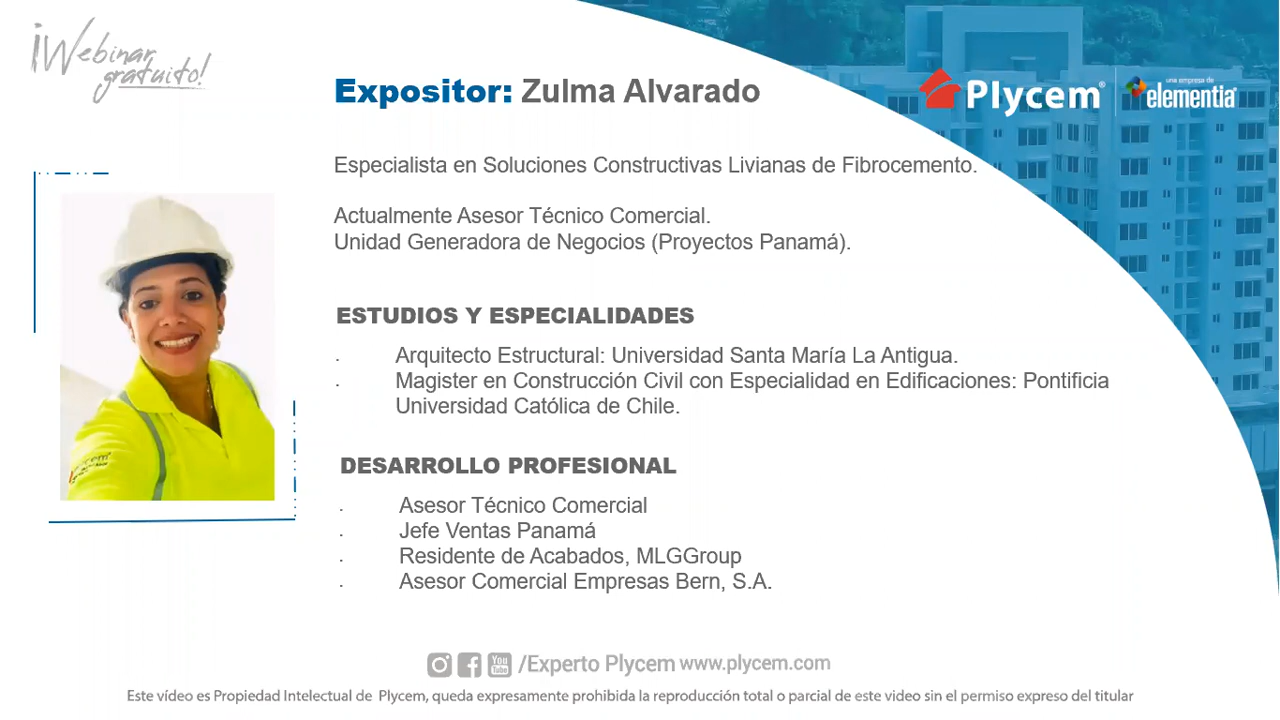 ¡Webinar
gratuito!
Expositor: Zulma Alvarado
Plycem®
una empresa de
elementia®
Especialista en Soluciones Constructivas Livianas de Fibrocemento.
Actualmente Asesor Técnico Comercial.
Unidad Generadora de Negocios (Proyectos Panamá).
ESTUDIOS Y ESPECIALIDADES
. Arquitecto Estructural: Universidad Santa María La Antigua.
. Magister en Construcción Civil con Especialidad en Edificaciones: Pontificia
Universidad Católica de Chile.
DESARROLLO PROFESIONAL
. Asesor Técnico Comercial
. Jefe Ventas Panamá
. Residente de Acabados, MLGGroup
. Asesor Comercial Empresas Bern, S.A.
You
Tube
/Experto Plycem www.plycem.com
Este vídeo es Propiedad Intelectual de Plycem, queda expresamente prohibida la reproducción total o parcial de este video sin el permiso expreso del titular